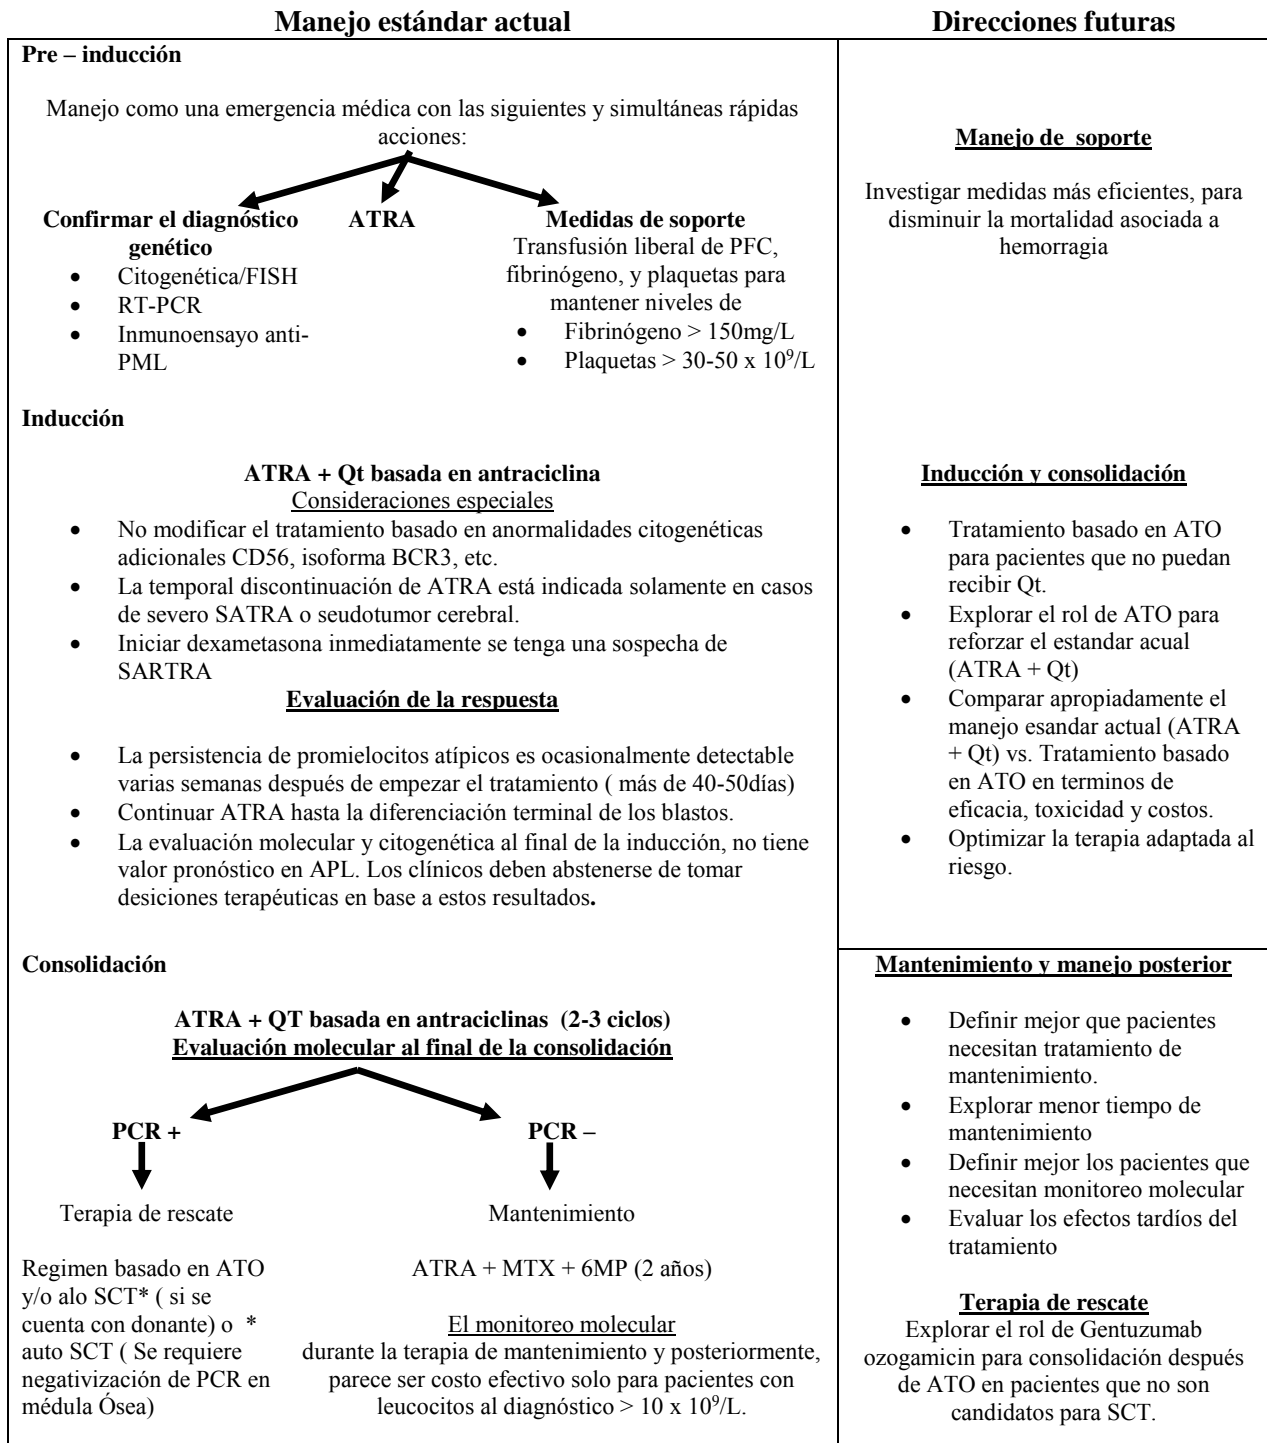 Manejo estándar actual
Direcciones futuras
Pre – inducción
Manejo como una emergencia médica con las siguientes y simultáneas rápidas
acciones:
Confirmar el diagnóstico
genético
• Citogenética/FISH
• RT-PCR
• Inmunoensayo anti-
PML
ATRA
Medidas de soporte
Transfusión liberal de PFC,
fibrinógeno, y plaquetas para
mantener niveles de
• Fibrinógeno > 150mg/L
• Plaquetas > 30-50 x 10⁹/L
Manejo de soporte
Investigar medidas más eficientes, para
disminuir la mortalidad asociada a
hemorragia
Inducción
ATRA + Qt basada en antraciclina
Consideraciones especiales
• No modificar el tratamiento basado en anormalidades citogenéticas
adicionales CD56, isoforma BCR3, etc.
• La temporal discontinuación de ATRA está indicada solamente en casos
de severo SATRA o seudotumor cerebral.
• Iniciar dexametasona inmediatamente se tenga una sospecha de
SARTRA
Evaluación de la respuesta
• La persistencia de promielocitos atípicos es ocasionalmente detectable
varias semanas después de empezar el tratamiento ( más de 40-50días)
• Continuar ATRA hasta la diferenciación terminal de los blastos.
• La evaluación molecular y citogenética al final de la inducción, no tiene
valor pronóstico en APL. Los clínicos deben abstenerse de tomar
desiciones terapéuticas en base a estos resultados.
Inducción y consolidación
• Tratamiento basado en ATO
para pacientes que no puedan
recibir Qt.
• Explorar el rol de ATO para
reforzar el estandar acual
(ATRA + Qt)
• Comparar apropiadamente el
manejo esandar actual (ATRA
+ Qt) vs. Tratamiento basado
en ATO en terminos de
eficacia, toxicidad y costos.
• Optimizar la terapia adaptada al
riesgo.
Consolidación
ATRA + QT basada en antraciclinas (2-3 ciclos)
Evaluación molecular al final de la consolidación
PCR +
PCR –
Terapia de rescate
Mantenimiento
Regimen basado en ATO
y/o alo SCT* ( si se
cuenta con donante) o *
auto SCT ( Se requiere
negativización de PCR en
médula Ósea)
ATRA + MTX + 6MP (2 años)
El monitoreo molecular
durante la terapia de mantenimiento y posteriormente,
parece ser costo efectivo solo para pacientes con
leucocitos al diagnóstico > 10 x 10⁹/L.
Mantenimiento y manejo posterior
• Definir mejor que pacientes
necesitan tratamiento de
mantenimiento.
• Explorar menor tiempo de
mantenimiento
• Definir mejor los pacientes que
necesitan monitoreo molecular
• Evaluar los efectos tardíos del
tratamiento
Terapia de rescate
Explorar el rol de Gentuzumab
ozogamicin para consolidación después
de ATO en pacientes que no son
candidatos para SCT.